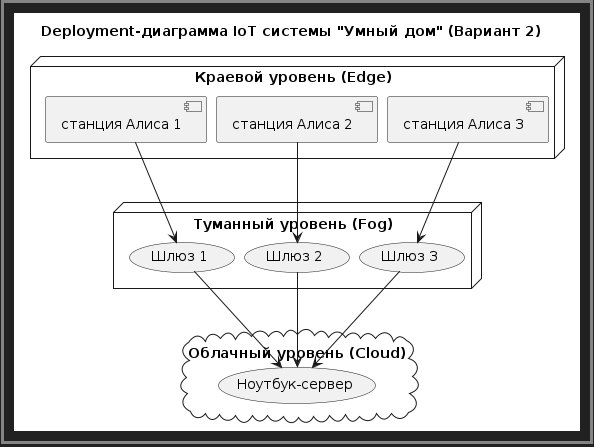 Deployment-диаграмма IoT системы "Умный дом" (Вариант 2)
Краевой уровень (Edge)
станция Алиса 1
станция Алиса 2
станция Алиса 3
Туманный уровень (Fog)
Шлюз 1
Шлюз 2
Шлюз 3
Облачный уровень (Cloud)
Ноутбук-сервер